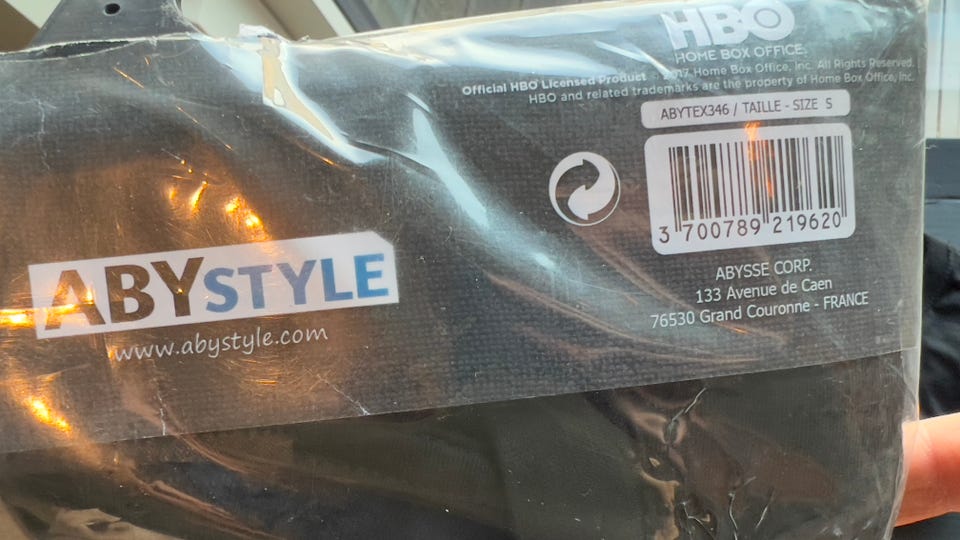 HBO
HOME BOX OFFICE®
Official HBO® Licensed Product © 2017 Home Box Office, Inc. All Rights Reserved.
HBO and related trademarks are the property of Home Box Office, Inc.
ABYTEX346 / TAILLE - SIZE S
3 700789 219620
ABYSTYLE
www.abystyle.com
ABYSSE CORP.
133 Avenue de Caen
76530 Grand Couronne - FRANCE